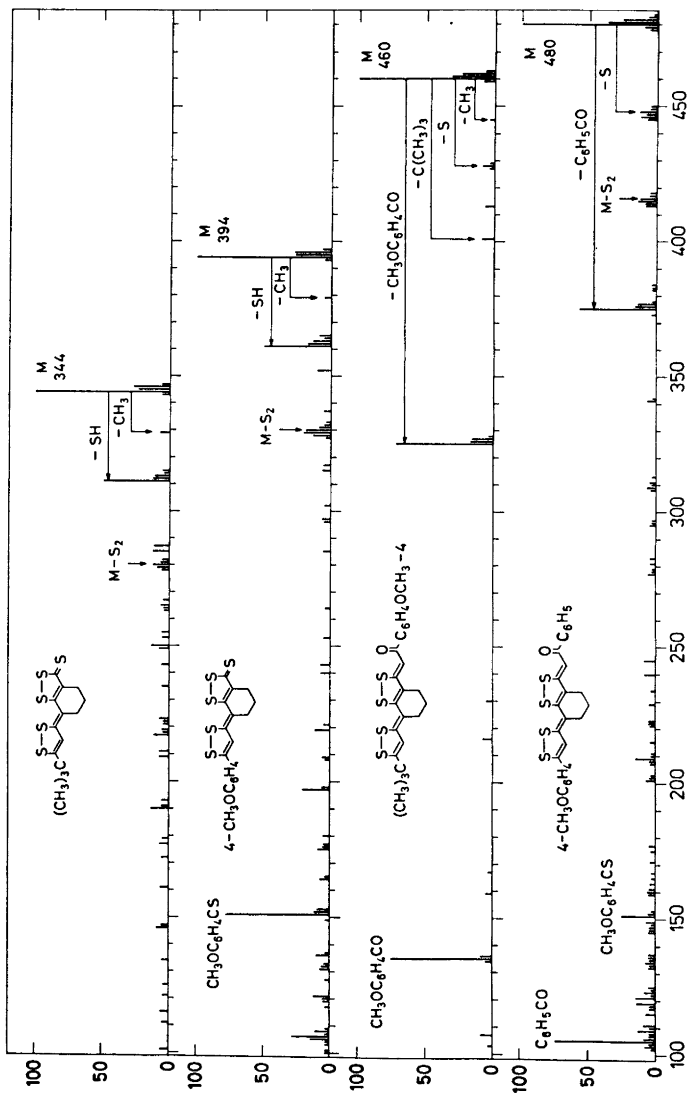 M
344
– SH
– CH₃
M – S₂
S – S
S – S
(CH₃)₃C
S
100
50
0
M
394
– SH
– CH₃
M – S₂
S – S
S – S
4 – CH₃OC₆H₄
S
CH₃OC₆H₄CS
100
50
0
M
460
– CH₃OC₆H₄CO
– C(CH₃)₃
– S
– CH₃
S – S
S – S
O
(CH₃)₃C
C₆H₄OCH₃ – 4
CH₃OC₆H₄CO
100
50
0
M
480
– C₆H₅CO
– S
M – S₂
S – S
S – S
O
4 – CH₃OC₆H₄
C₆H₅
CH₃OC₆H₄CS
C₆H₅CO
100
50
0
100
150
200
250
300
350
400
450